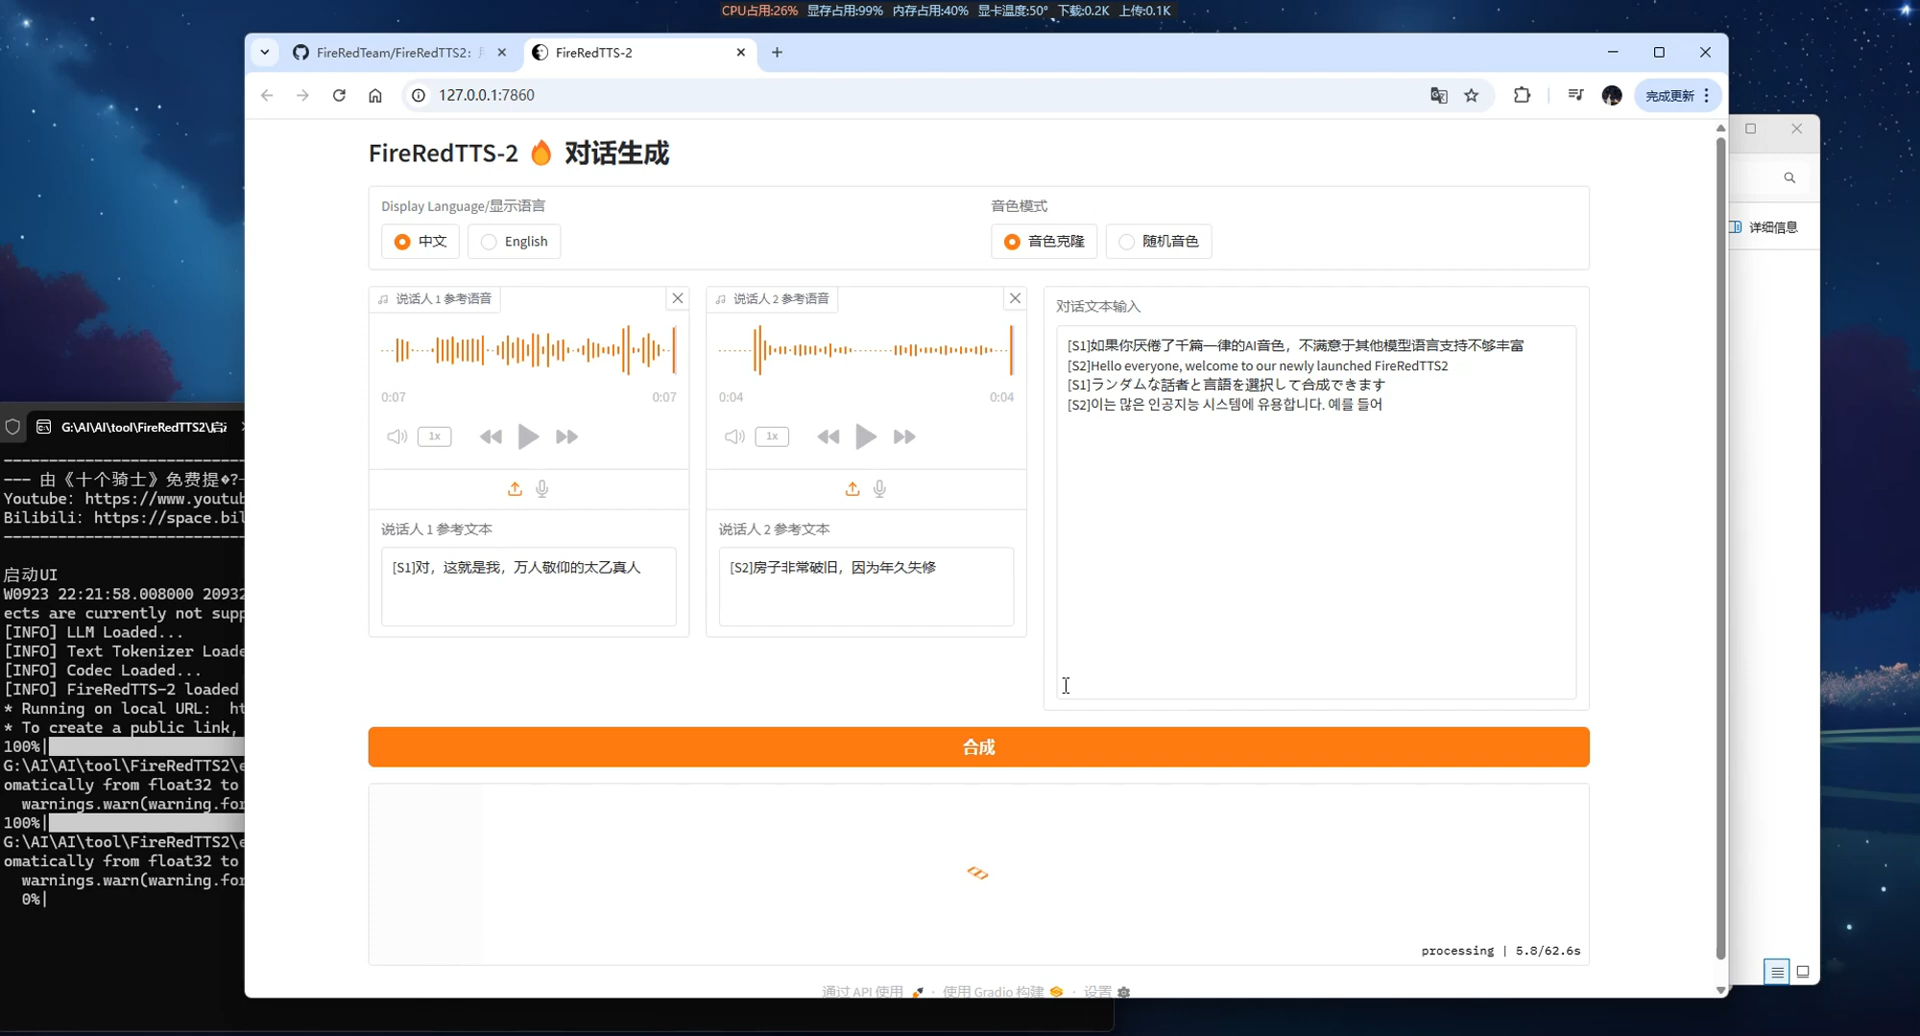 CPU占用:26% 显存占用:99% 内存占用:40% 显卡温度:50° 下载:0.2K 上传:0.1K
FireRedTeam/FireRedTTS2:
FireRedTTS-2
127.0.0.1:7860
完成更新
FireRedTTS-2 🔥 对话生成
Display Language/显示语言
中文
English
音色模式
音色克隆
随机音色
说话人 1 参考语音
0:07
0:07
1x
说话人 1 参考文本
[S1]对，这就是我，万人敬仰的太乙真人
说话人 2 参考语音
0:04
0:04
1x
说话人 2 参考文本
[S2]房子非常破旧，因为年久失修
对话文本输入
[S1]如果你厌倦了千篇一律的AI音色，不满意于其他模型语言支持不够丰富
[S2]Hello everyone, welcome to our newly launched FireRedTTS2
[S1]ランダムな話者と言語を選択して合成できます
[S2]이는 많은 인공지능 시스템에 유용합니다. 예를 들어
合成
processing | 5.8/62.6s
通过 API 使用 · 使用 Gradio 构建 · 设置
详细信息
G:\AI\AI\tool\FireRedTTS2\启
--- 由《十个骑士》免费提�?-
Youtube: https://www.youtub
Bilibili: https://space.bil
启动UI
W0923 22:21:58.008000 20932
ects are currently not supp
[INFO] LLM Loaded...
[INFO] Text Tokenizer Loade
[INFO] Codec Loaded...
[INFO] FireRedTTS-2 loaded
* Running on local URL: ht
* To create a public link,
100%|
G:\AI\AI\tool\FireRedTTS2\e
omatically from float32 to
warnings.warn(warning.for
100%|
G:\AI\AI\tool\FireRedTTS2\e
omatically from float32 to
warnings.warn(warning.for
0%|